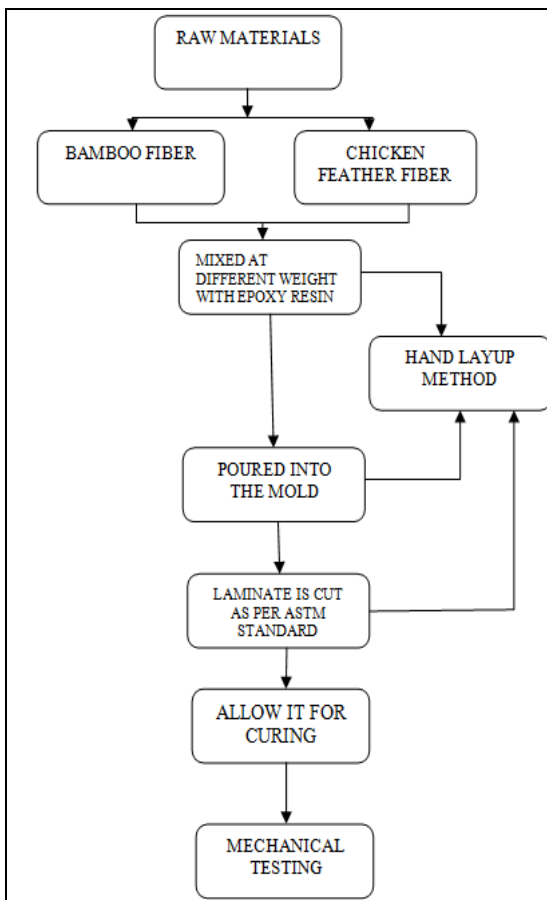 RAW MATERIALS
BAMBOO FIBER
CHICKEN
FEATHER FIBER
MIXED AT
DIFFERENT WEIGHT
WITH EPOXY RESIN
HAND LAYUP
METHOD
POURED INTO
THE MOLD
LAMINATE IS CUT
AS PER ASTM
STANDARD
ALLOW IT FOR
CURING
MECHANICAL
TESTING